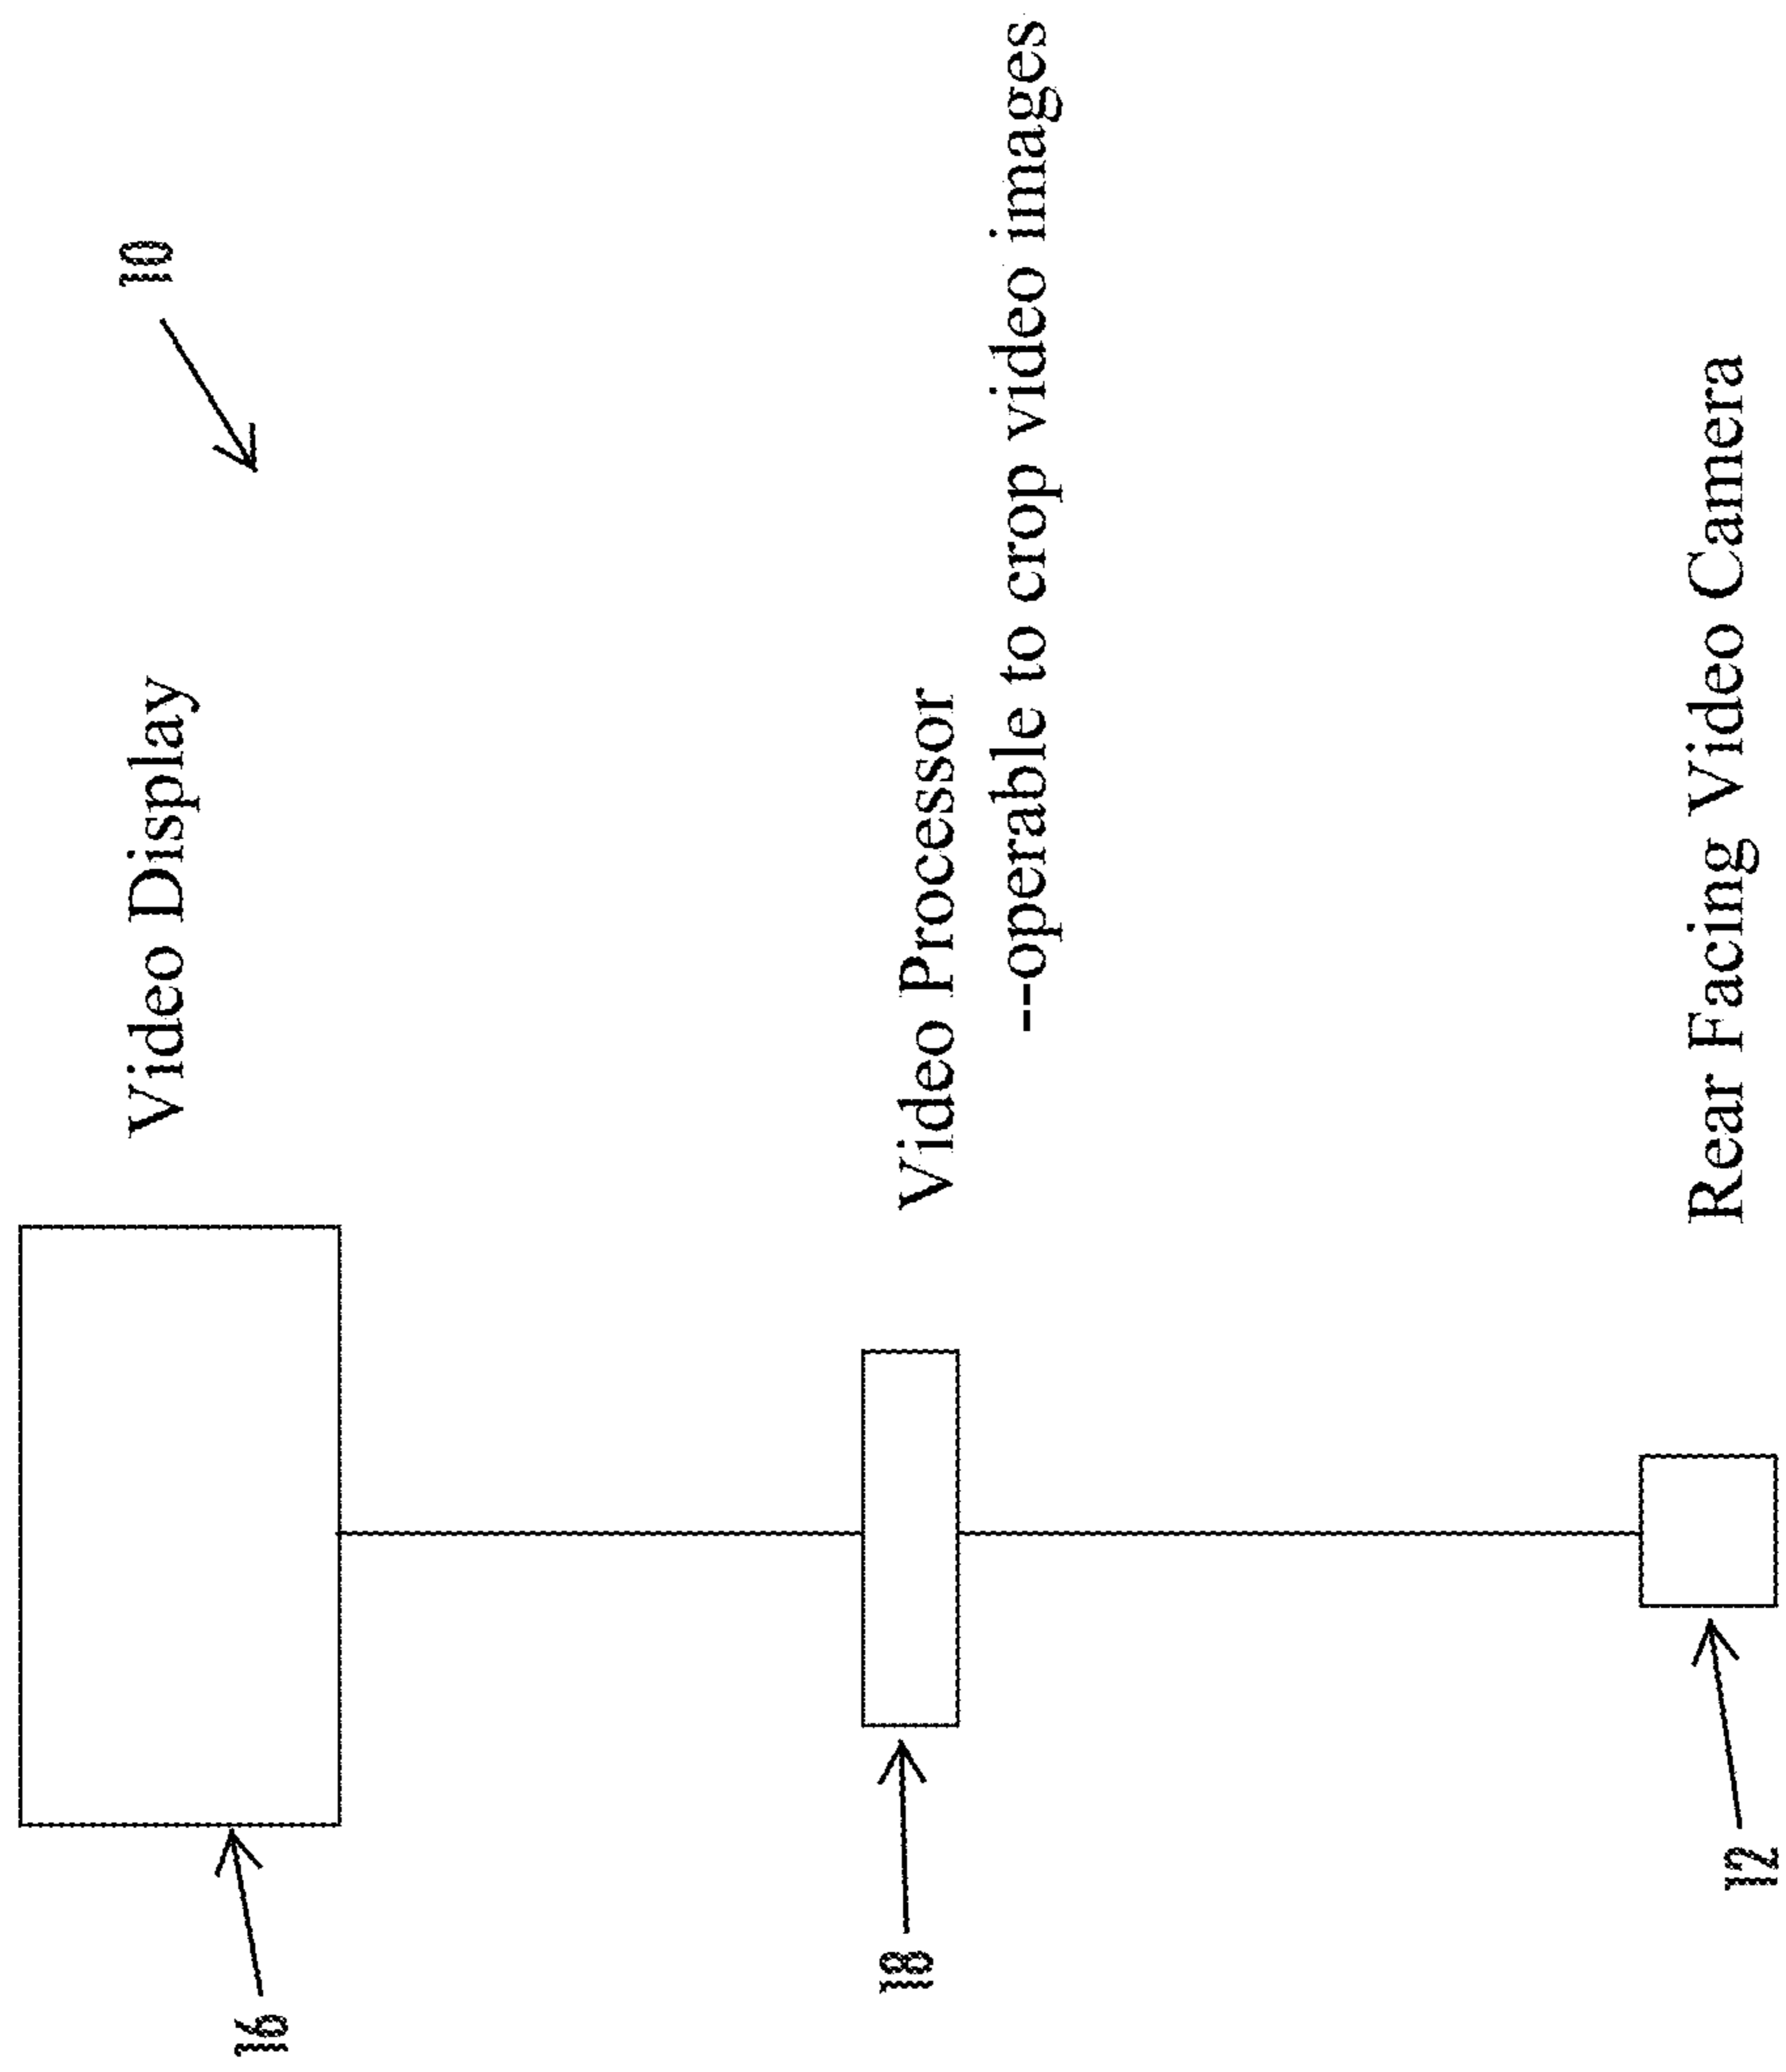 10
Video Display
16
Video Processor
--operable to crop video images
18
Rear Facing Video Camera
12